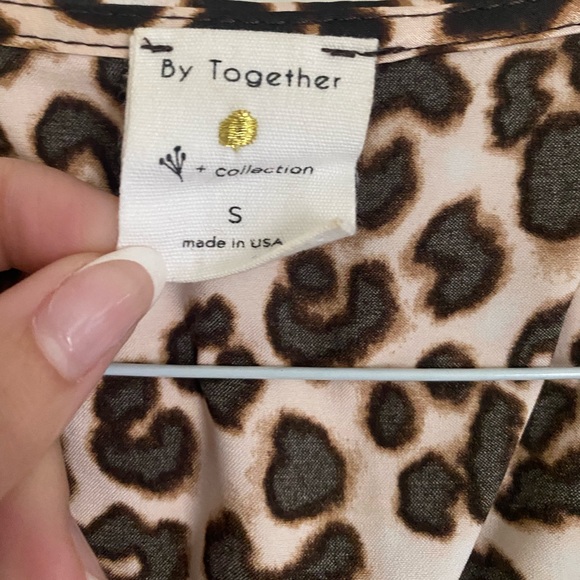 By Together
+ collection
S
made in USA